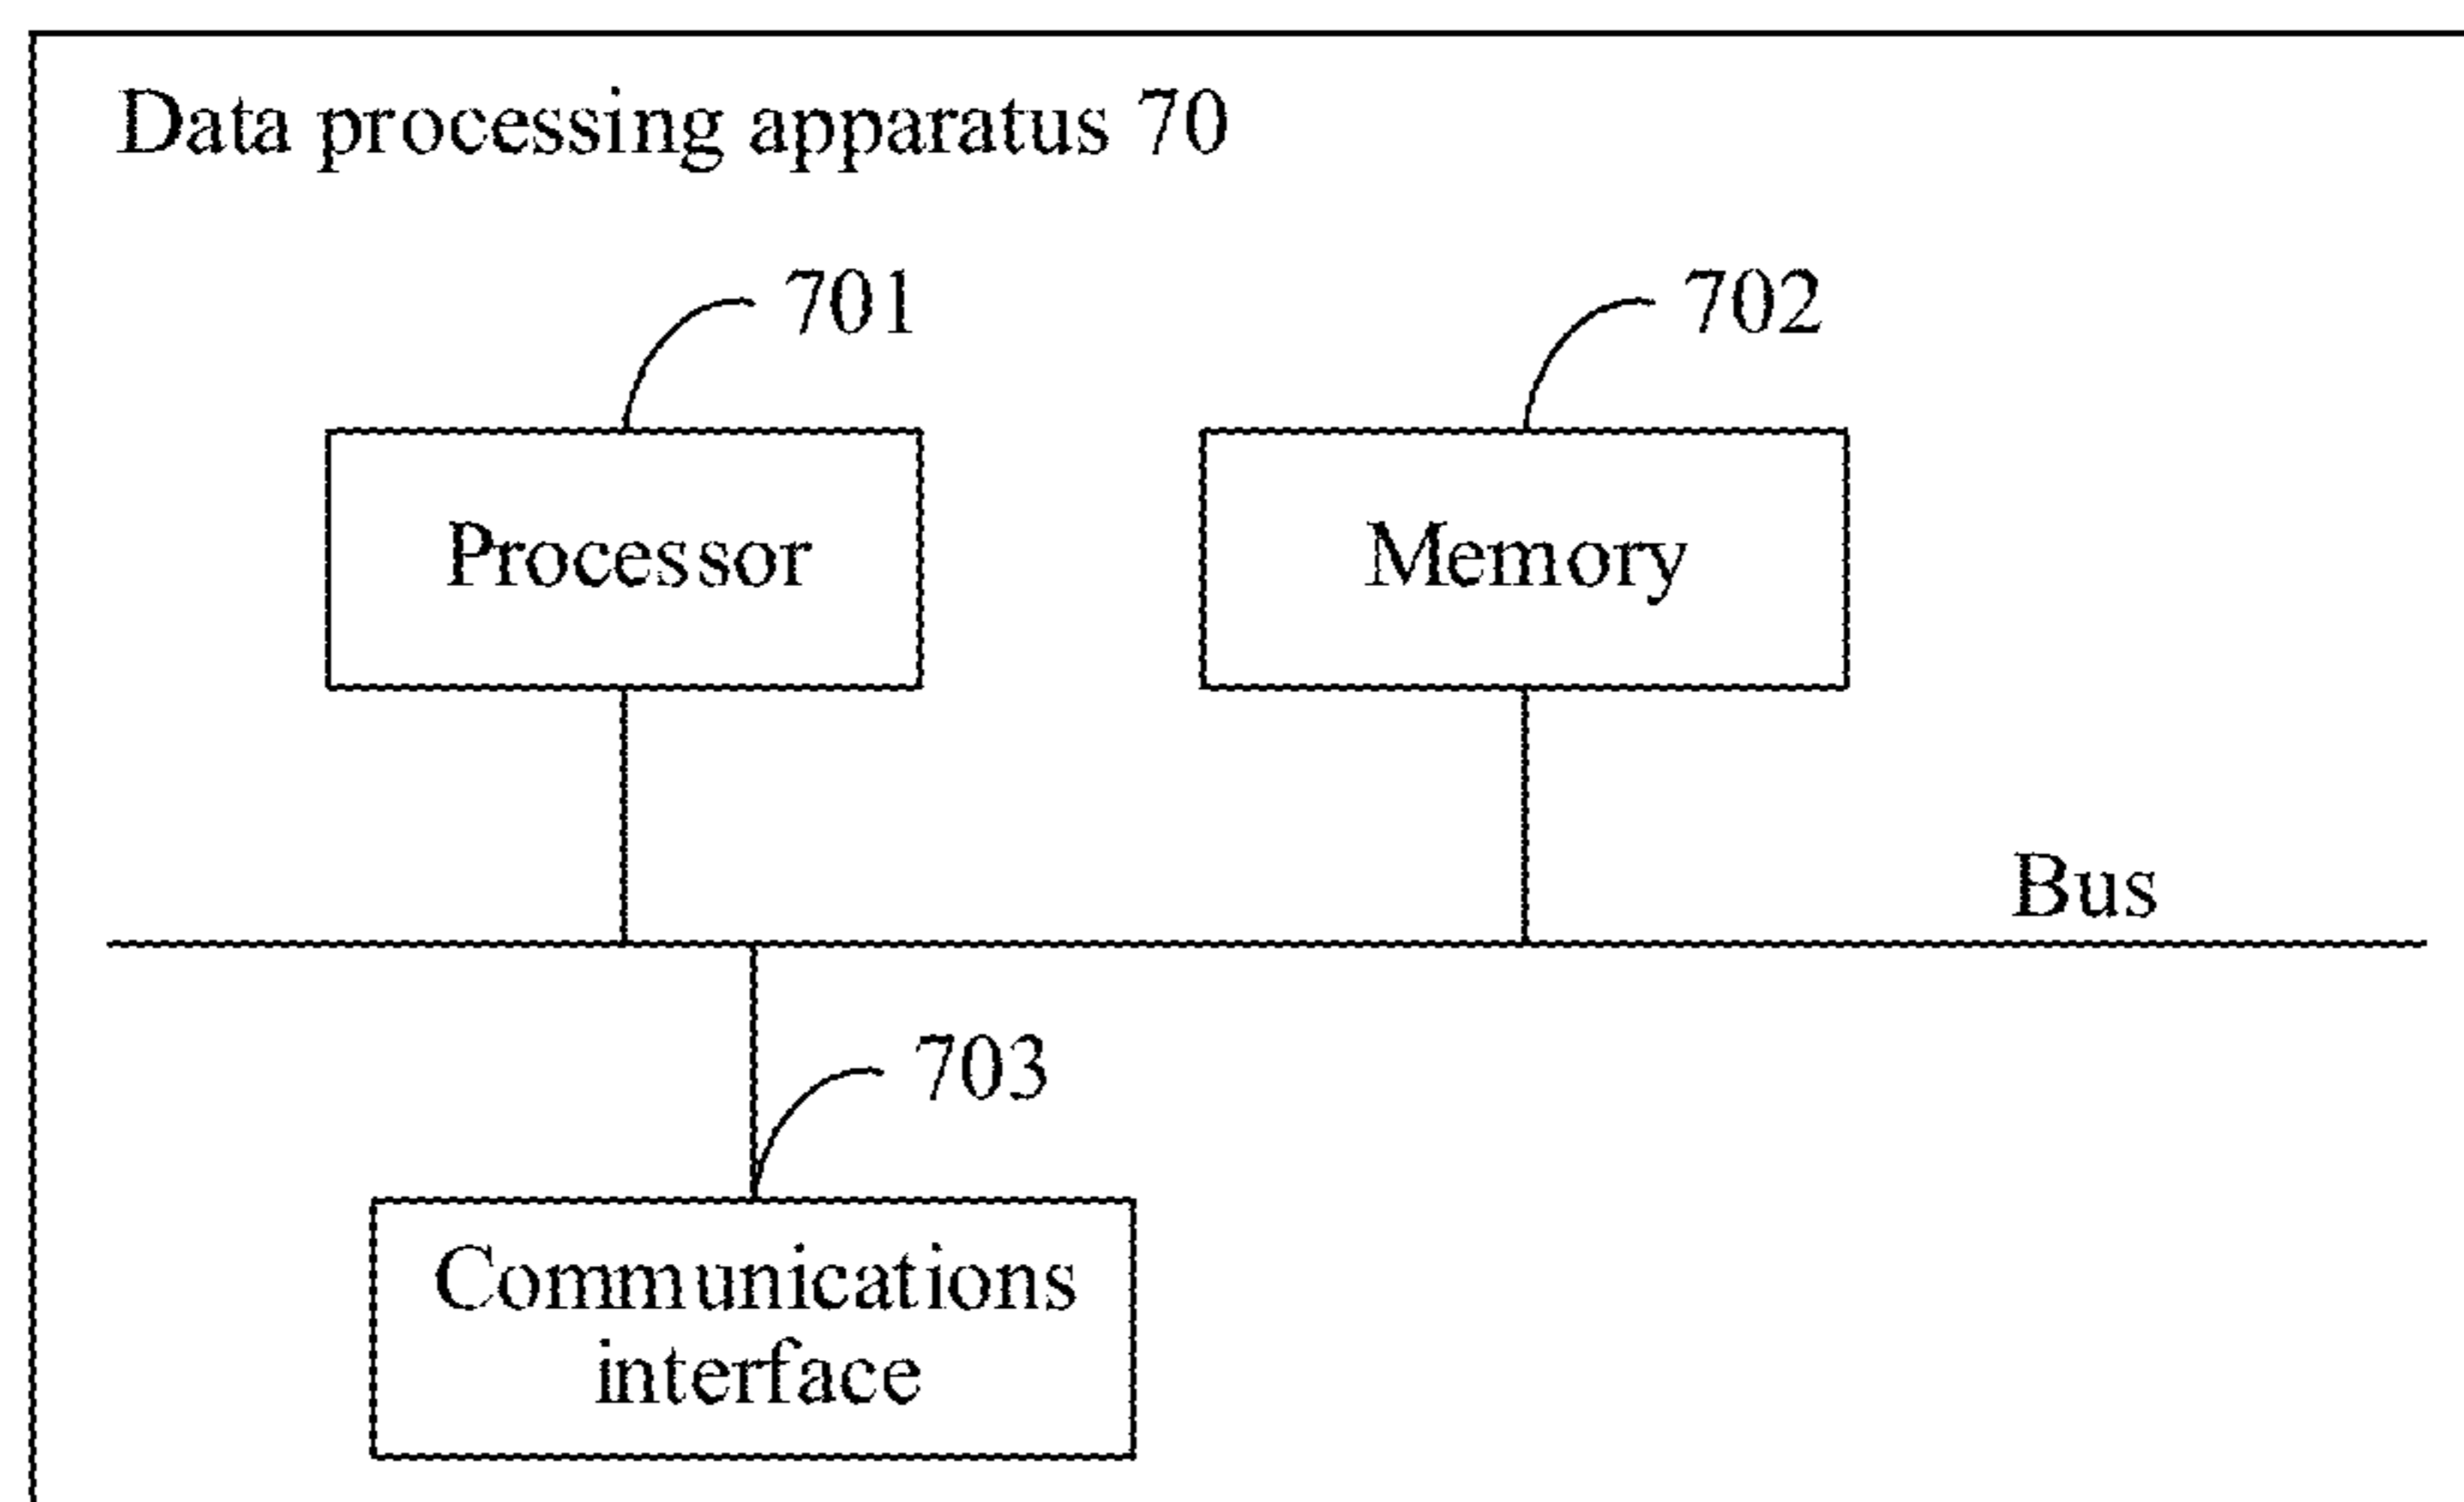 Data processing apparatus 70
701
702
Processor
Memory
Bus
703
Communications
interface